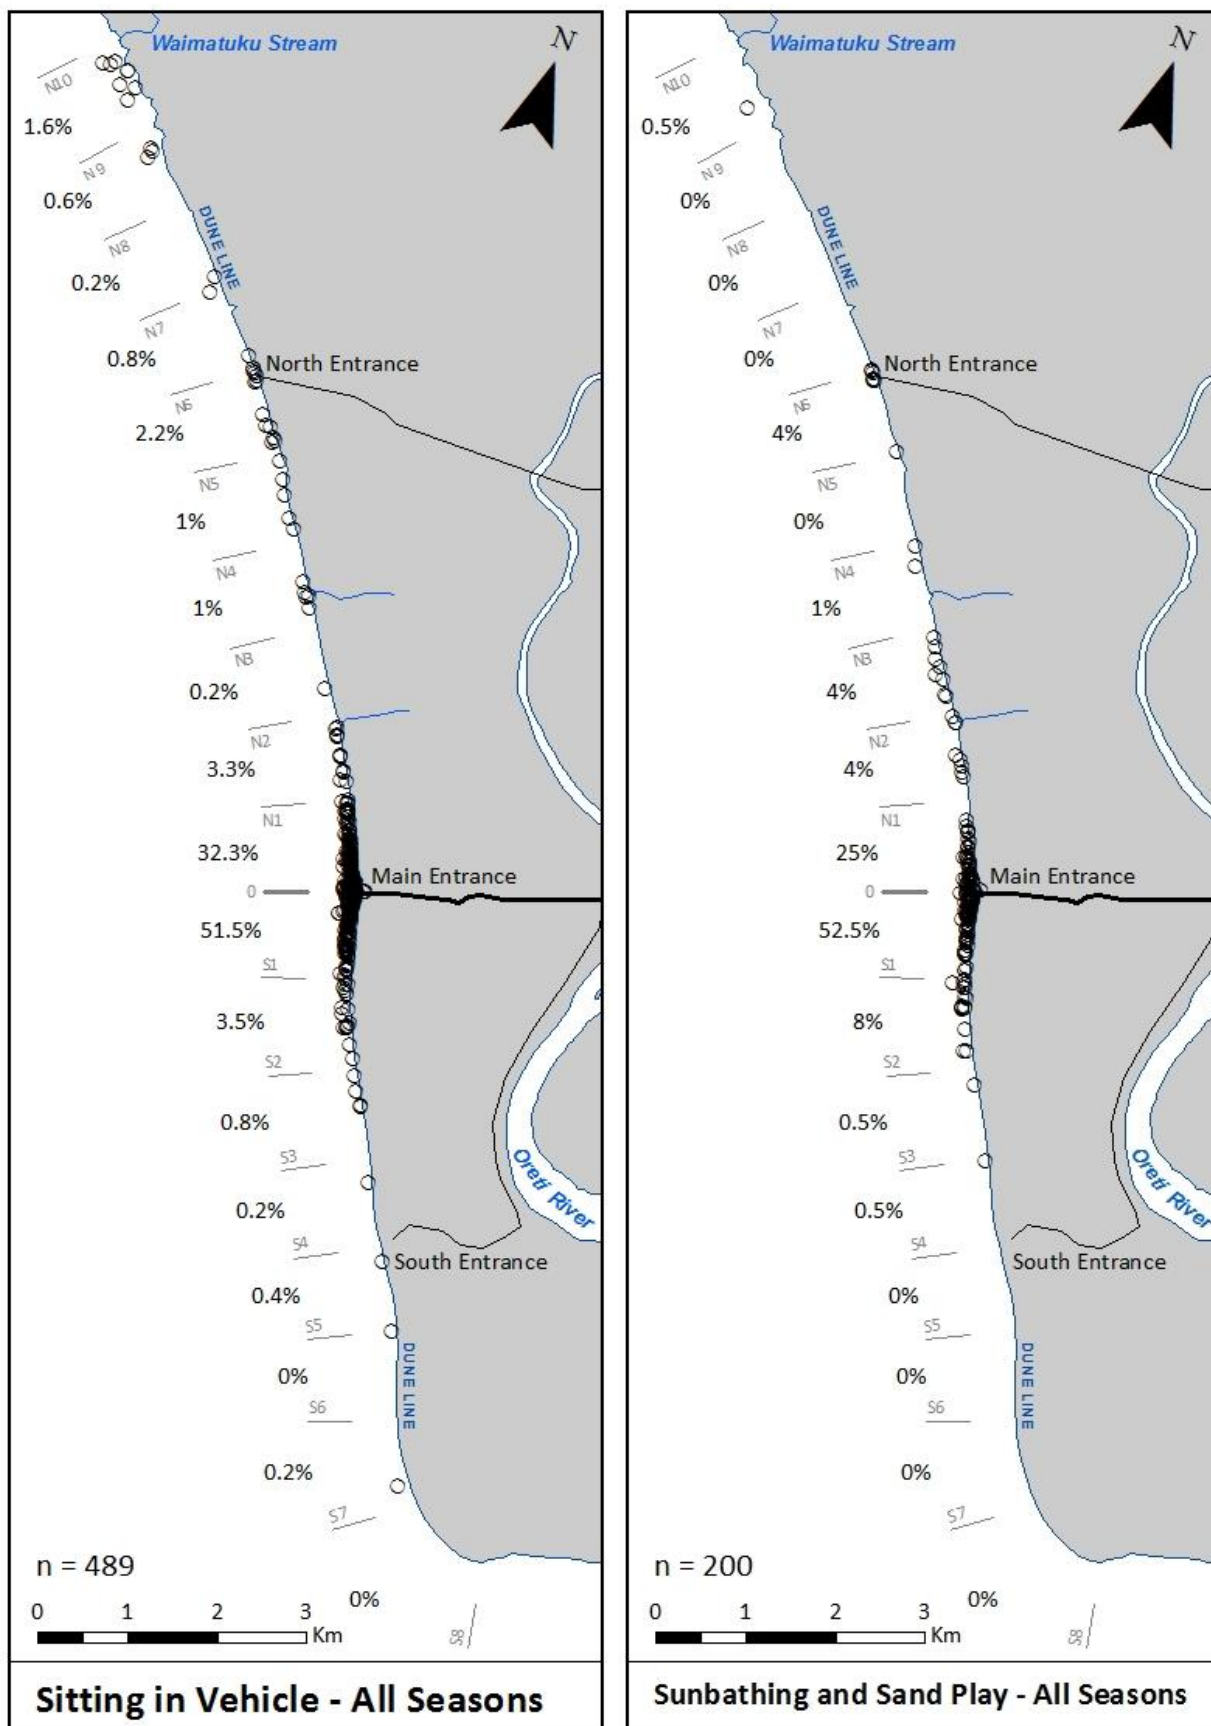 Waimatuku Stream
N
N10
1.6%
N9
0.6%
N8
DUNE LINE
0.2%
N7
0.8%
North Entrance
N6
2.2%
N5
1%
N4
1%
N3
0.2%
N2
3.3%
N1
32.3%
Main Entrance
0
51.5%
S1
3.5%
S2
0.8%
S3
Oreti River
0.2%
S4
South Entrance
0.4%
S5
DUNE LINE
0%
S6
0.2%
S7
n = 489
0%
0 1 2 3
Km
S8
Sitting in Vehicle - All Seasons
Waimatuku Stream
N
N10
0.5%
N9
0%
N8
DUNE LINE
0%
N7
0%
North Entrance
N6
4%
N5
0%
N4
1%
N3
4%
N2
4%
N1
25%
Main Entrance
0
52.5%
S1
8%
S2
0.5%
S3
Oreti River
0.5%
S4
South Entrance
0%
S5
DUNE LINE
0%
S6
0%
S7
n = 200
0%
0 1 2 3
Km
S8
Sunbathing and Sand Play - All Seasons